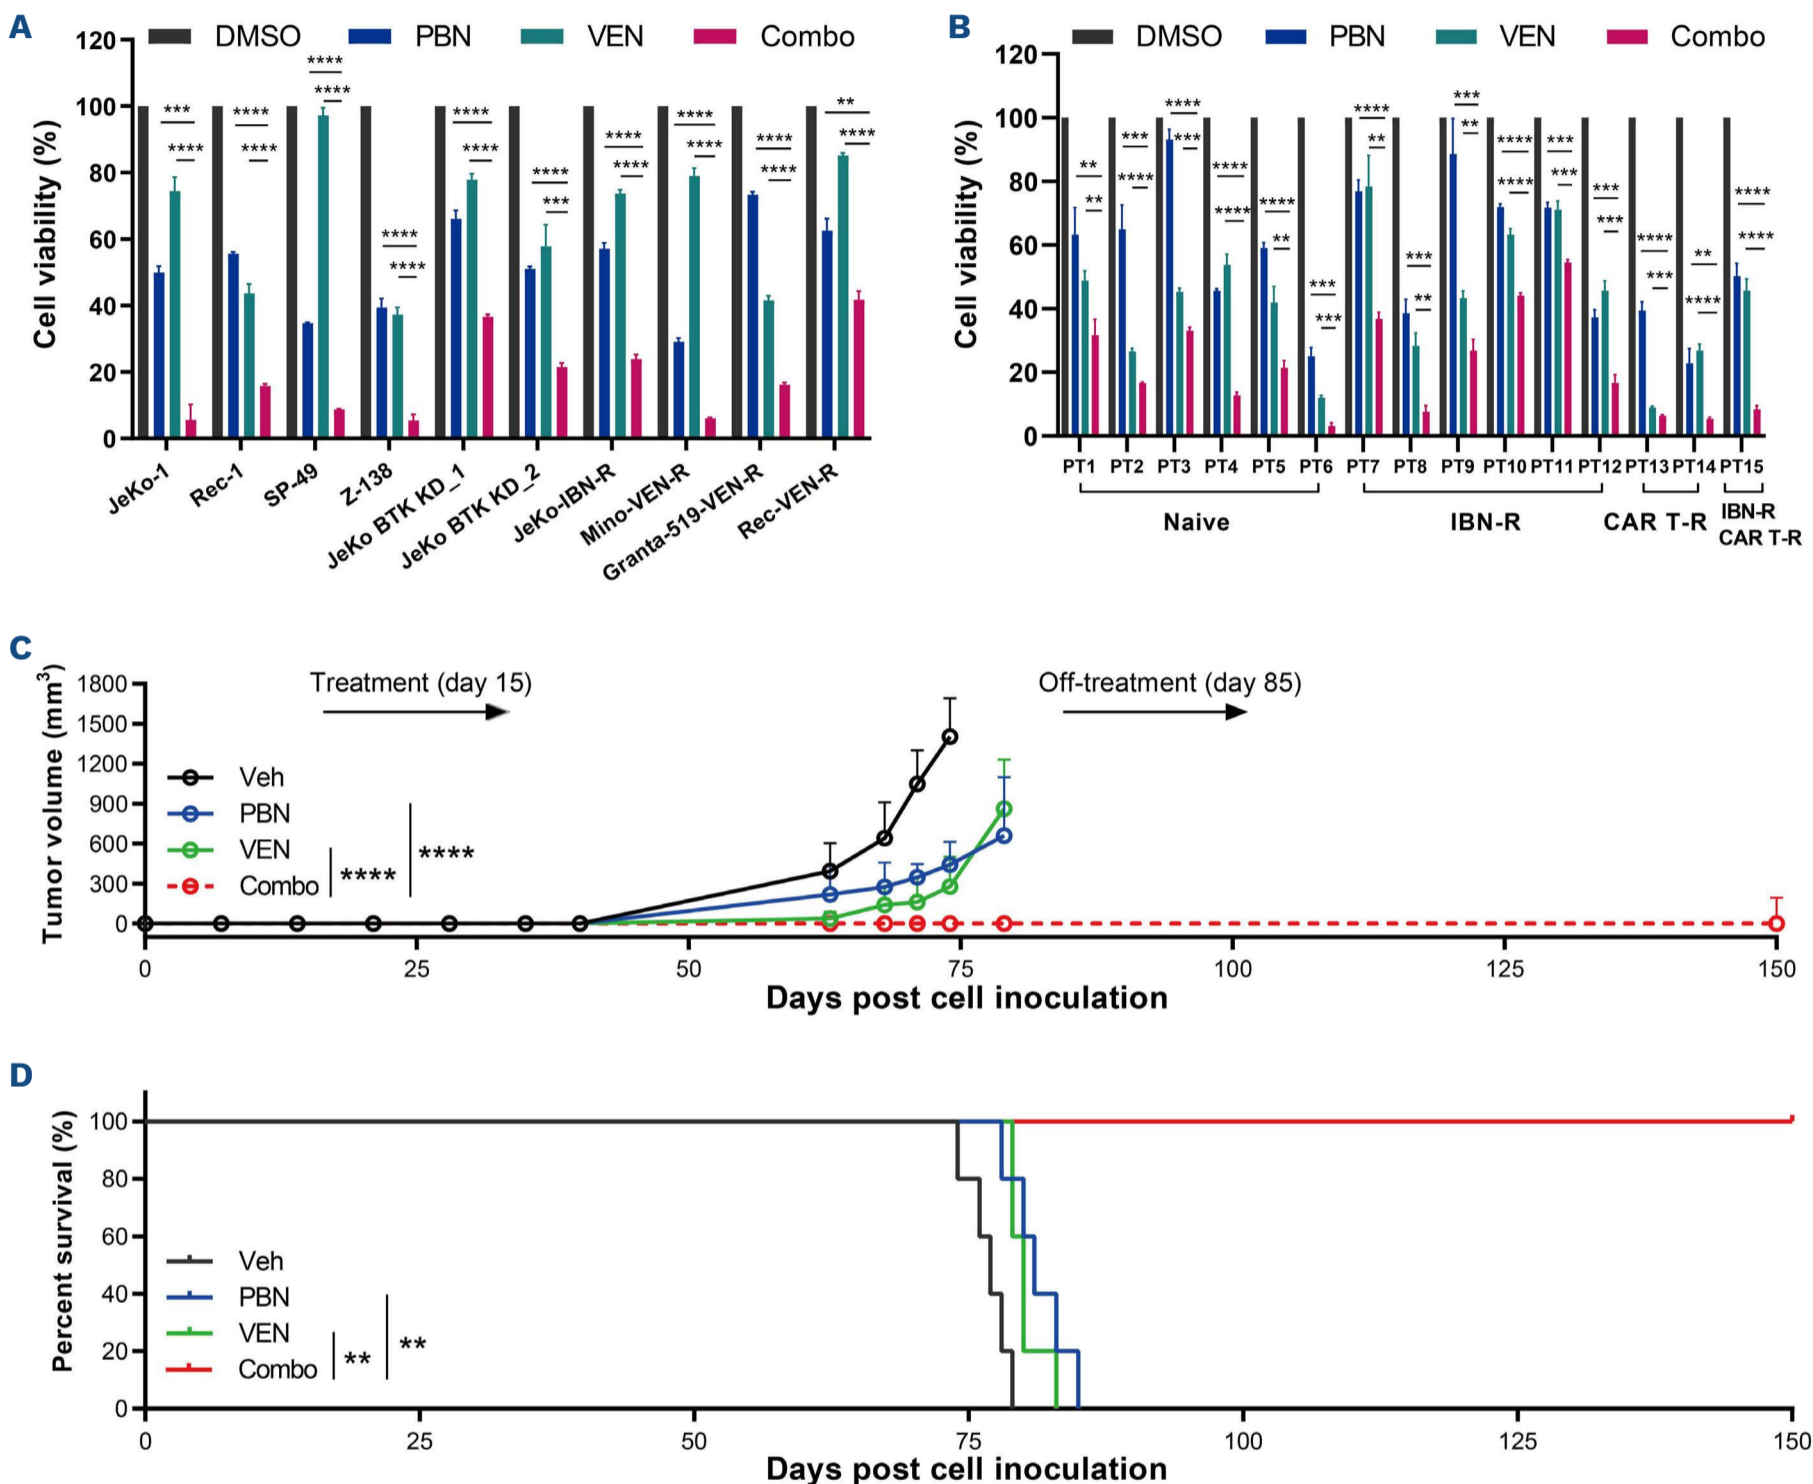 A
DMSO PBN VEN Combo
120
100
80
60
40
20
0
Cell viability (%)
*** **** **** **** **** **** **** **** **** **** **** *** **** **** **** **** **** **** ** ****
JeKo-1 Rec-1 SP-49 Z-138 JeKo BTK KD_1 JeKo BTK KD_2 JeKo-IBN-R Mino-VEN-R Granta-519-VEN-R Rec-VEN-R
B
DMSO PBN VEN Combo
120
100
80
60
40
20
0
Cell viability (%)
** ** *** **** **** *** **** **** **** ** *** *** **** ** *** ** *** ** **** **** *** *** *** *** **** *** ** **** **** ****
PT1 PT2 PT3 PT4 PT5 PT6 PT7 PT8 PT9 PT10 PT11 PT12 PT13 PT14 PT15
Naive IBN-R CAR T-R IBN-R
CAR T-R
C
Tumor volume (mm³)
1800
1500
1200
900
600
300
0
Treatment (day 15) Off-treatment (day 85)
Veh
PBN
VEN
Combo
**** ****
0 25 50 75 100 125 150
Days post cell inoculation
D
Percent survival (%)
100
80
60
40
20
0
Veh
PBN
VEN
Combo
** **
0 25 50 75 100 125 150
Days post cell inoculation